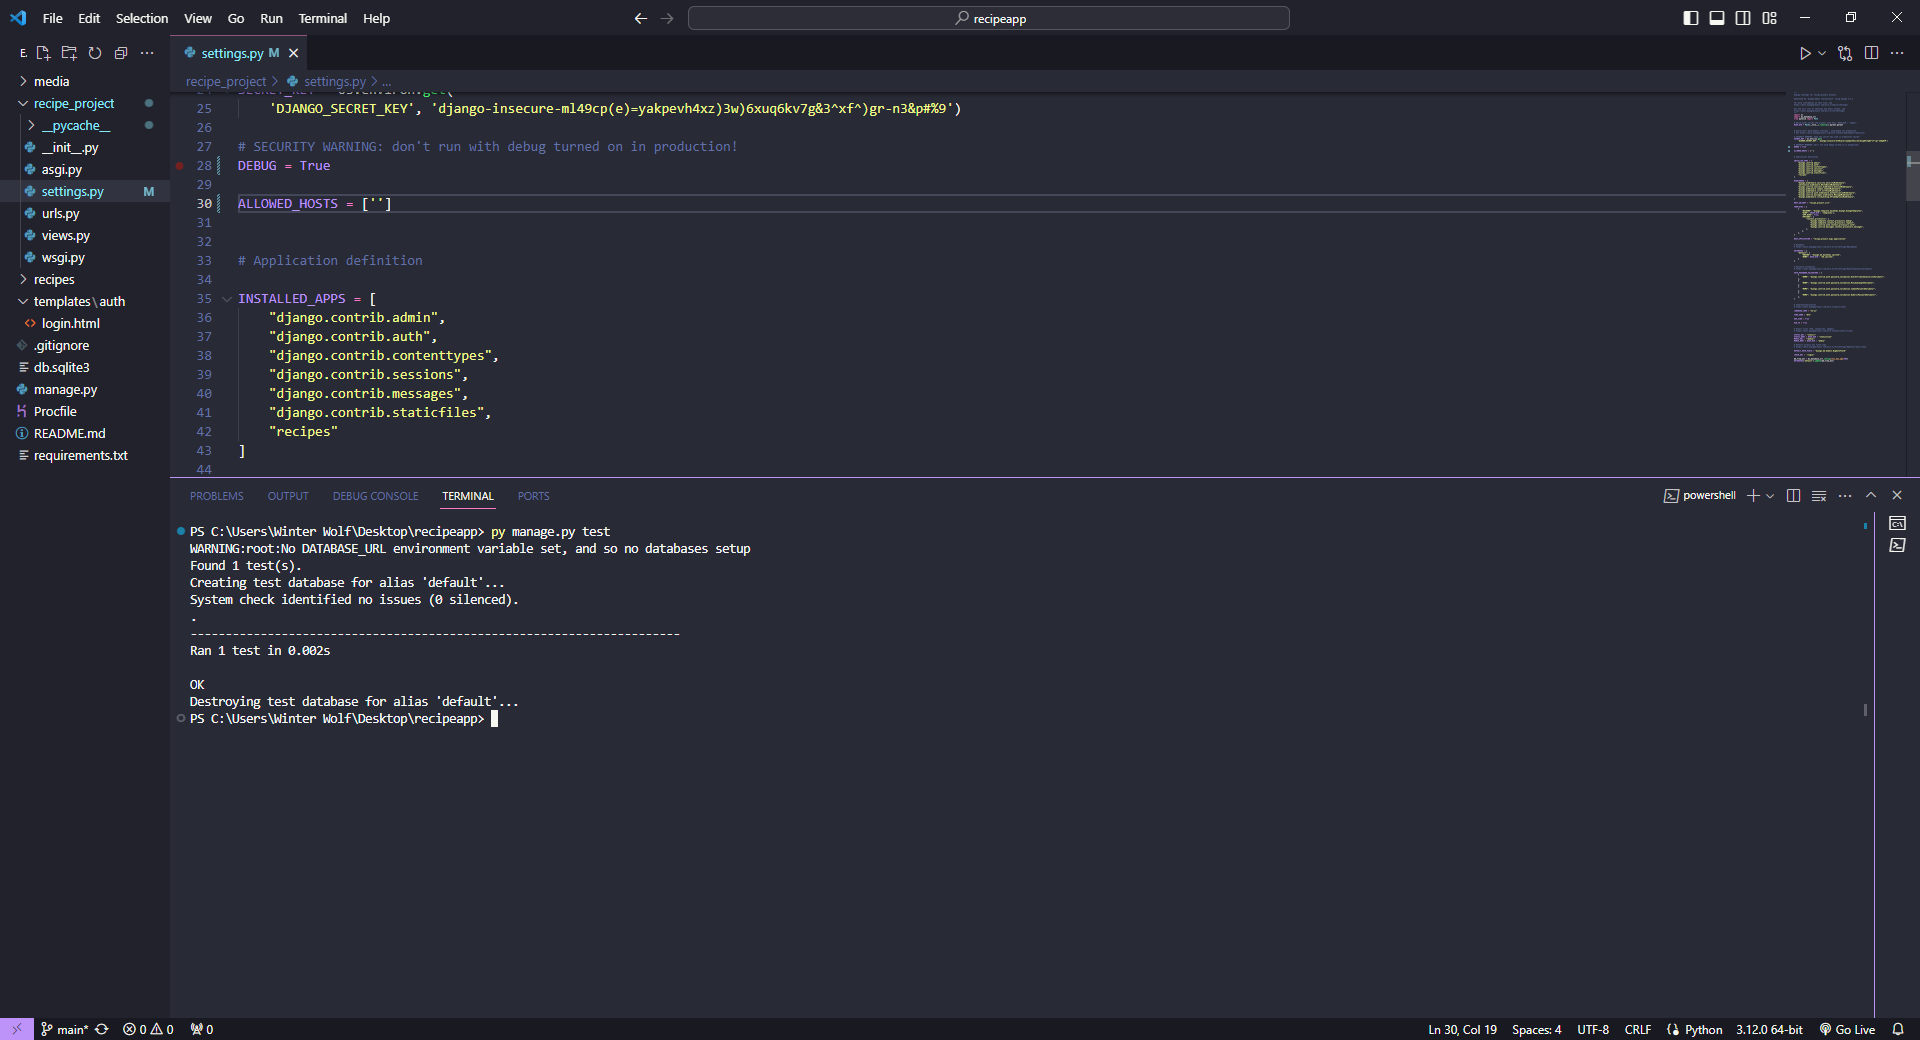 File Edit Selection View Go Run Terminal Help
recipeapp
E.
media
recipe_project
__pycache__
__init__.py
asgi.py
settings.py M
urls.py
views.py
wsgi.py
recipes
templates\auth
login.html
.gitignore
db.sqlite3
manage.py
Procfile
README.md
requirements.txt
settings.py M
recipe_project > settings.py > ...
25 'DJANGO_SECRET_KEY', 'django-insecure-ml49cp(e)=yakpevh4xz)3w)6xuq6kv7g&3^xf^)gr-n3&p#%9')
26
27 # SECURITY WARNING: don't run with debug turned on in production!
28 DEBUG = True
29
30 ALLOWED_HOSTS = ['']
31
32
33 # Application definition
34
35 INSTALLED_APPS = [
36 "django.contrib.admin",
37 "django.contrib.auth",
38 "django.contrib.contenttypes",
39 "django.contrib.sessions",
40 "django.contrib.messages",
41 "django.contrib.staticfiles",
42 "recipes"
43 ]
44
PROBLEMS OUTPUT DEBUG CONSOLE TERMINAL PORTS
powershell
PS C:\Users\Winter Wolf\Desktop\recipeapp> py manage.py test
WARNING:root:No DATABASE_URL environment variable set, and so no databases setup
Found 1 test(s).
Creating test database for alias 'default'...
System check identified no issues (0 silenced).
.
----------------------------------------------------------------------
Ran 1 test in 0.002s
OK
Destroying test database for alias 'default'...
PS C:\Users\Winter Wolf\Desktop\recipeapp>
main* 0 0 0
Ln 30, Col 19 Spaces: 4 UTF-8 CRLF Python 3.12.0 64-bit Go Live